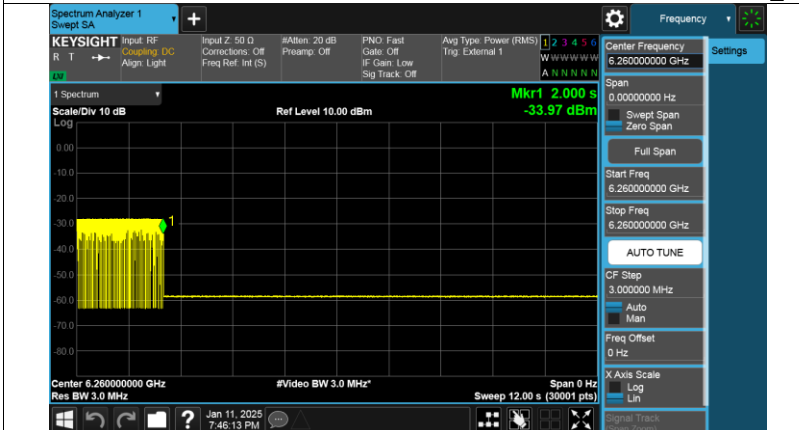 Spectrum Analyzer 1
Swept SA
Frequency
KEYSIGHT
R T
LXI
Input: RF
Coupling: DC
Align: Light
Input Z: 50 Ω
Corrections: Off
Freq Ref: Int (S)
#Atten: 20 dB
Preamp: Off
PNO: Fast
Gate: Off
IF Gain: Low
Sig Track: Off
Avg Type: Power (RMS)
Trig: External 1
1 2 3 4 5 6
W W W W W W
A N N N N N
1 Spectrum
Scale/Div 10 dB
Ref Level 10.00 dBm
Mkr1 2.000 s
-33.97 dBm
Log
0.00
-10.0
-20.0
-30.0
-40.0
-50.0
-60.0
-70.0
-80.0
1
Center 6.260000000 GHz
#Video BW 3.0 MHz*
Span 0 Hz
Res BW 3.0 MHz
Sweep 12.00 s (30001 pts)
Jan 11, 2025
7:46:13 PM
Center Frequency
6.260000000 GHz
Settings
Span
0.00000000 Hz
Swept Span
Zero Span
Full Span
Start Freq
6.260000000 GHz
Stop Freq
6.260000000 GHz
AUTO TUNE
CF Step
3.000000 MHz
Auto
Man
Freq Offset
0 Hz
X Axis Scale
Log
Lin
Signal Track
(Span Zoom)